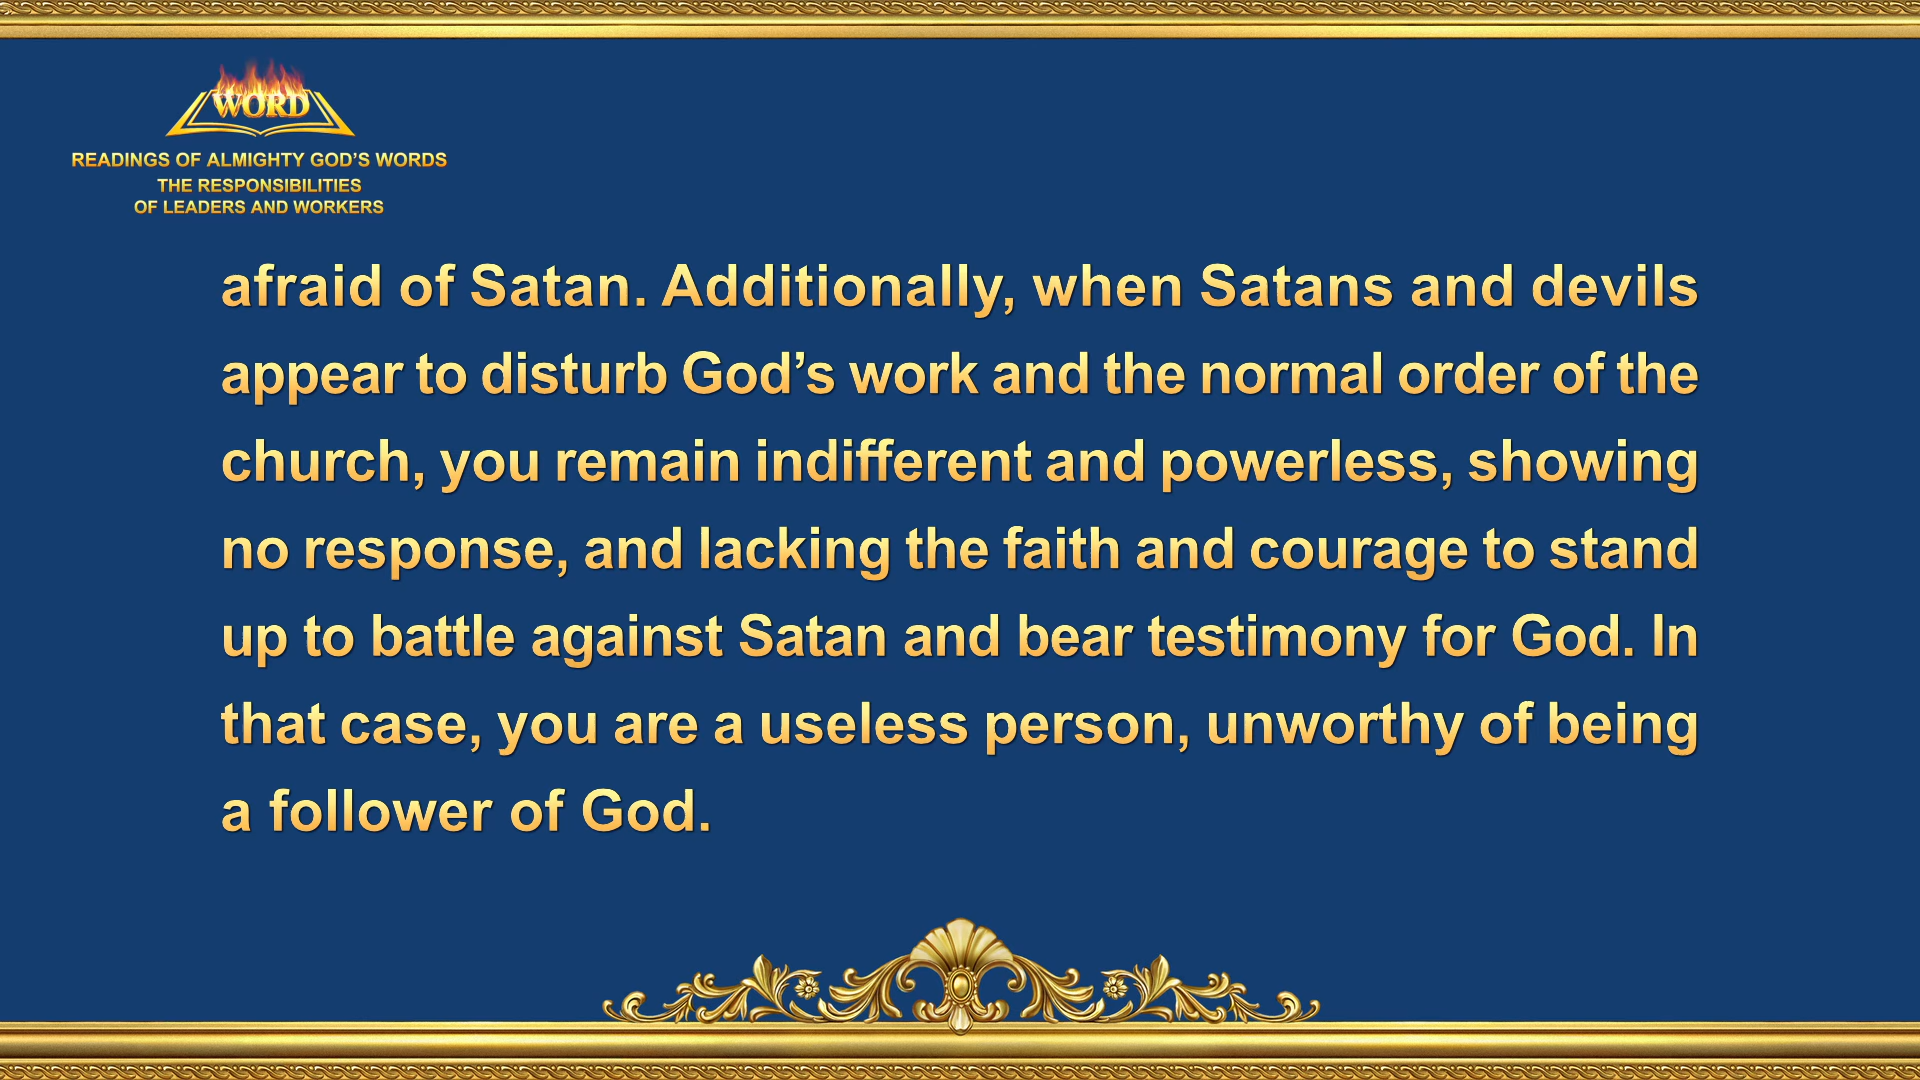 WORD
READINGS OF ALMIGHTY GOD’S WORDS
THE RESPONSIBILITIES
OF LEADERS AND WORKERS
afraid of Satan. Additionally, when Satans and devils
appear to disturb God’s work and the normal order of the
church, you remain indifferent and powerless, showing
no response, and lacking the faith and courage to stand
up to battle against Satan and bear testimony for God. In
that case, you are a useless person, unworthy of being
a follower of God.